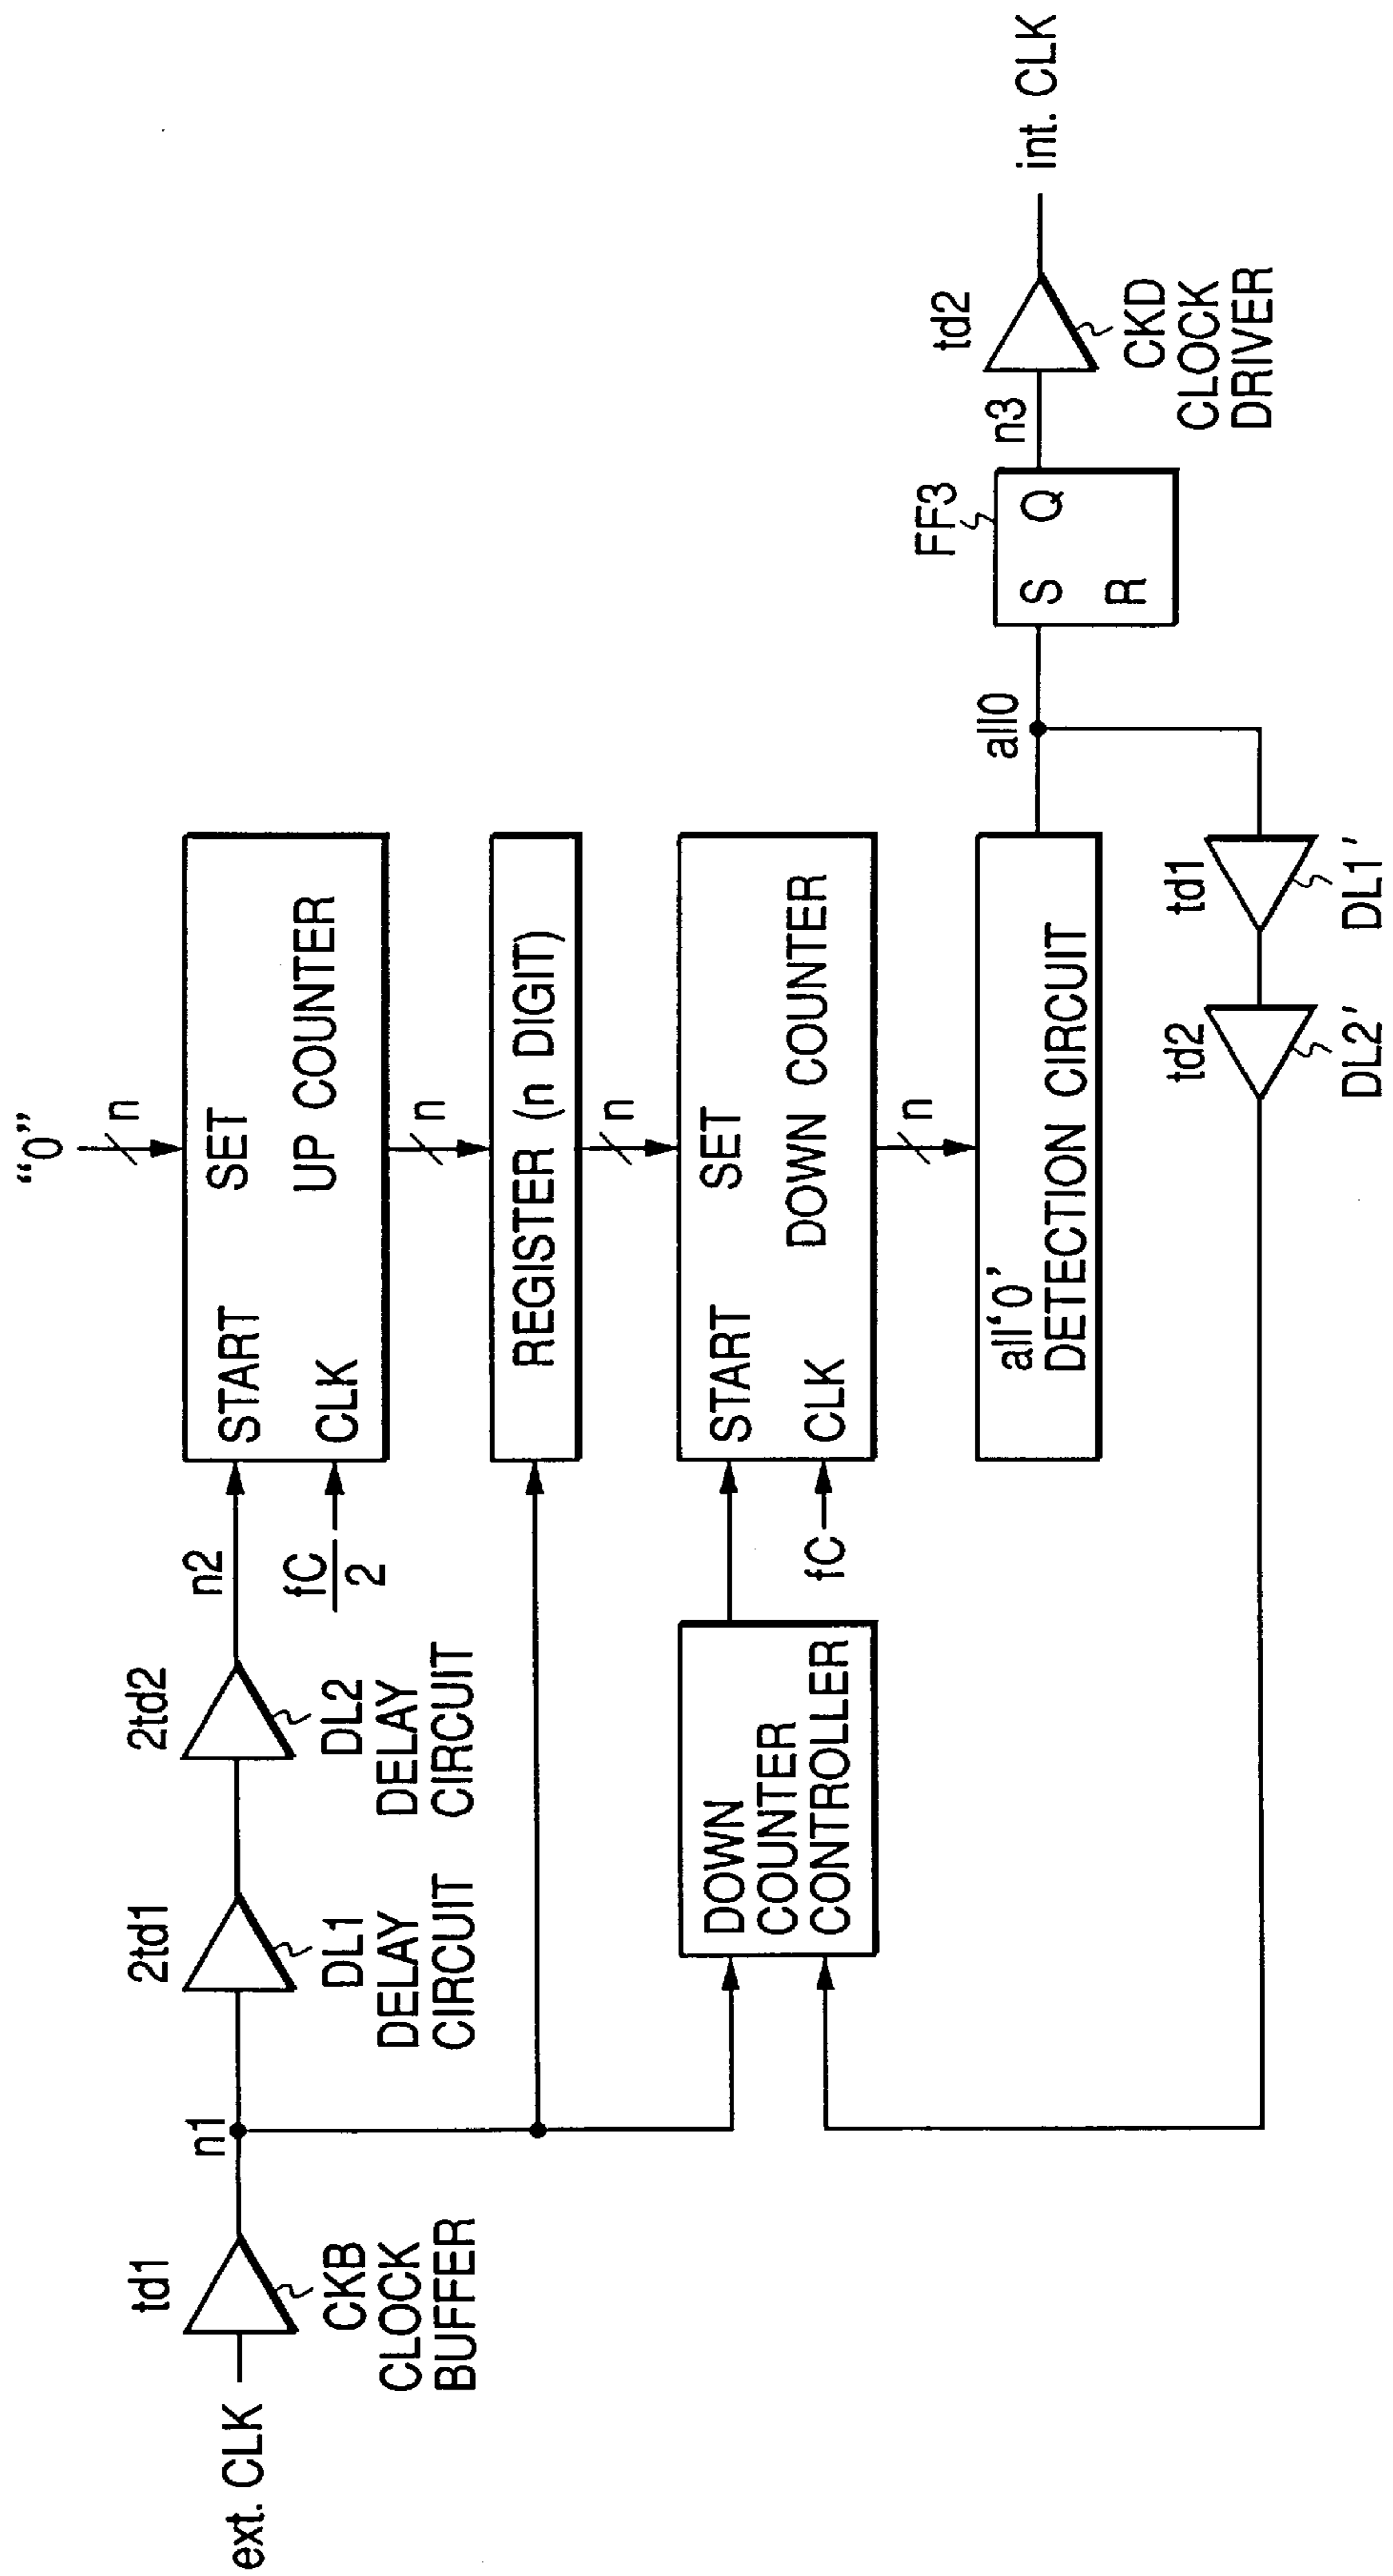 ext. CLK
td1
CKB
CLOCK
BUFFER
n1
2td1
DL1
DELAY
CIRCUIT
2td2
DL2
DELAY
CIRCUIT
n2
fC
2
"0"
n
START
SET
CLK
UP COUNTER
n
REGISTER (n DIGIT)
n
DOWN
COUNTER
CONTROLLER
fC
START
SET
CLK
DOWN COUNTER
n
all‘0’
DETECTION CIRCUIT
all0
td2
DL2'
td1
DL1'
FF3
S
Q
R
n3
td2
CKD
CLOCK
DRIVER
int. CLK